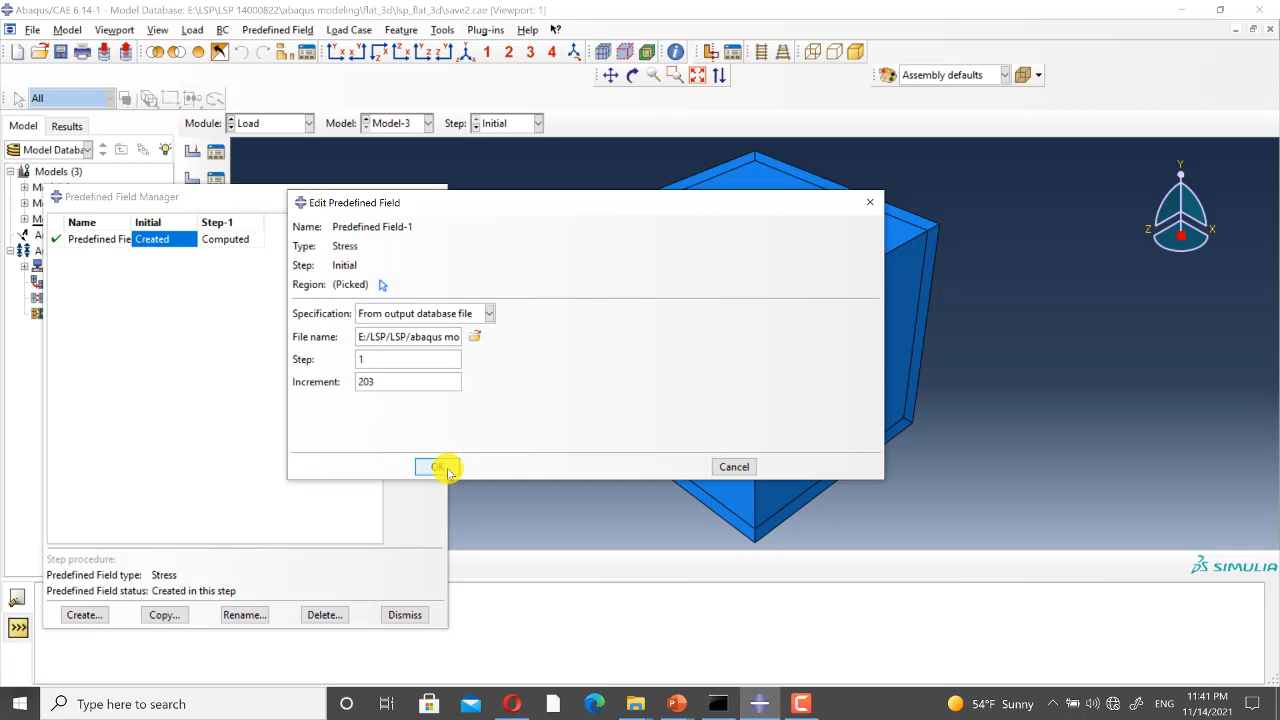 Abaqus/CAE 6.14-1 - Model Database: E:\LSP\LSP 14000822\abaqus modeling\flat_3d\lsp_flat_3d\save2.cae [Viewport: 1]
File Model Viewport View Load BC Predefined Field Load Case Feature Tools Plug-ins Help
1 2 3 4
Assembly defaults
All
Model Results Module: Load Model: Model-3 Step: Initial
Model Databa
Models (3)
Predefined Field Manager
Name Initial Step-1
Predefined Fie Created Computed
Edit Predefined Field
Name: Predefined Field-1
Type: Stress
Step: Initial
Region: (Picked)
Specification: From output database file
File name: E:/LSP/LSP/abaqus mo
Step: 1
Increment: 203
OK Cancel
Step procedure:
Predefined Field type: Stress
Predefined Field status: Created in this step
Create... Copy... Rename... Delete... Dismiss
Y
Z X
SIMULIA
>>>
Type here to search
54°F Sunny
ENG
11:41 PM
11/14/2021